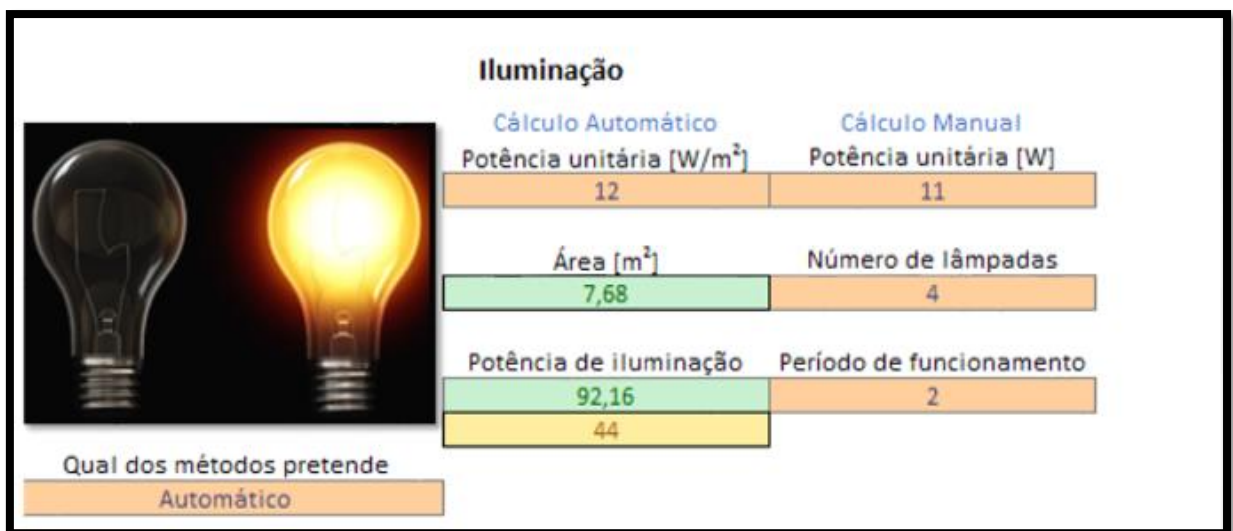 Iluminação
Cálculo Automático Cálculo Manual
Potência unitária [W/m²] Potência unitária [W]
12 11
Área [m²] Número de lâmpadas
7,68 4
Potência de iluminação Período de funcionamento
92,16 2
44
Qual dos métodos pretende
Automático